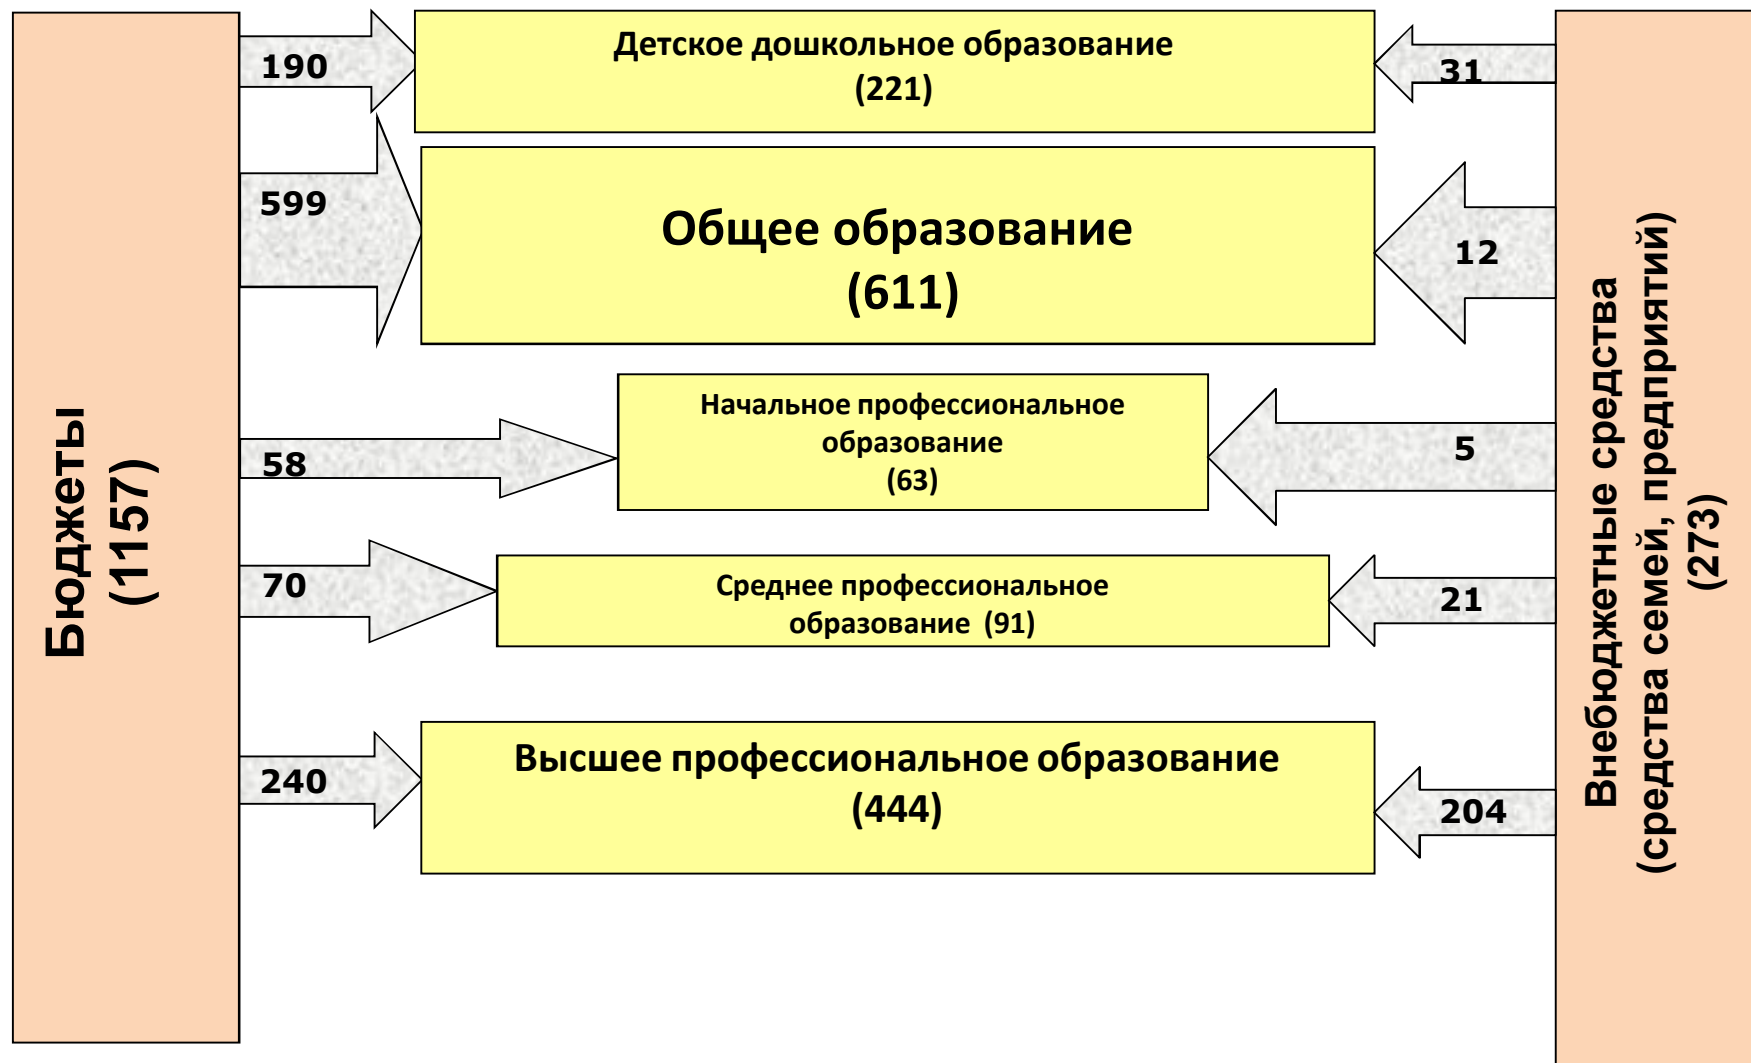 Бюджеты
(1157)
190
Детское дошкольное образование
(221)
31
599
Общее образование
(611)
12
58
Начальное профессиональное
образование
(63)
5
70
Среднее профессиональное
образование (91)
21
240
Высшее профессиональное образование
(444)
204
Внебюджетные средства
(средства семей, предприятий)
(273)